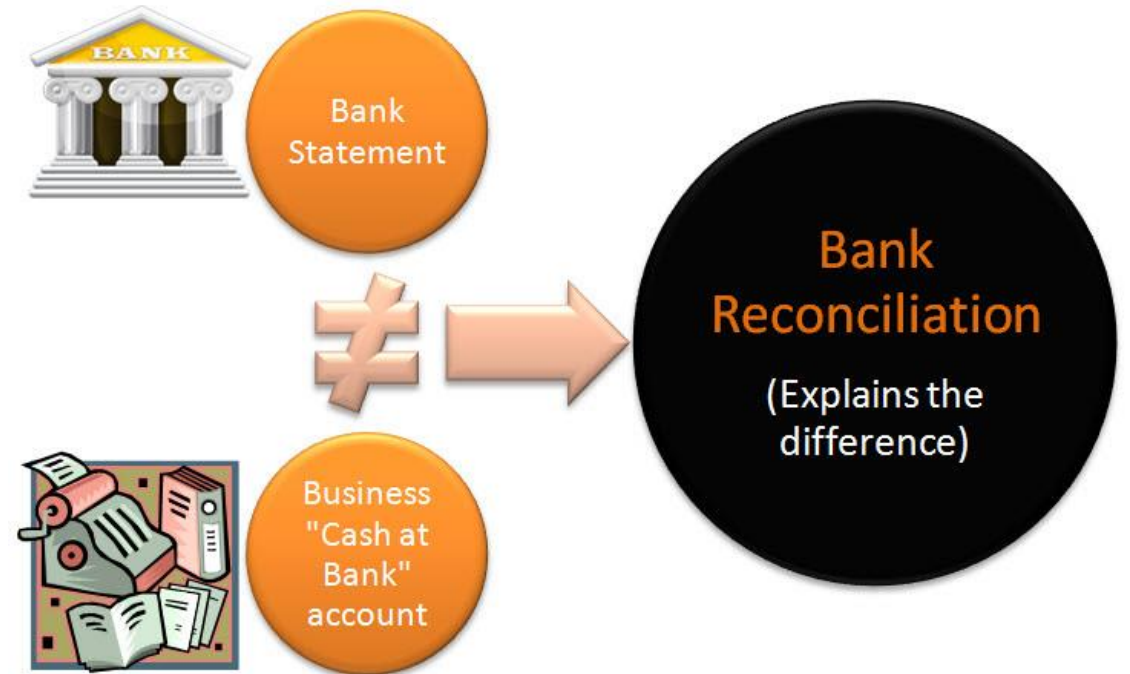 BANK
Bank
Statement
≠
Bank
Reconciliation
(Explains the
difference)
Business
"Cash at
Bank"
account